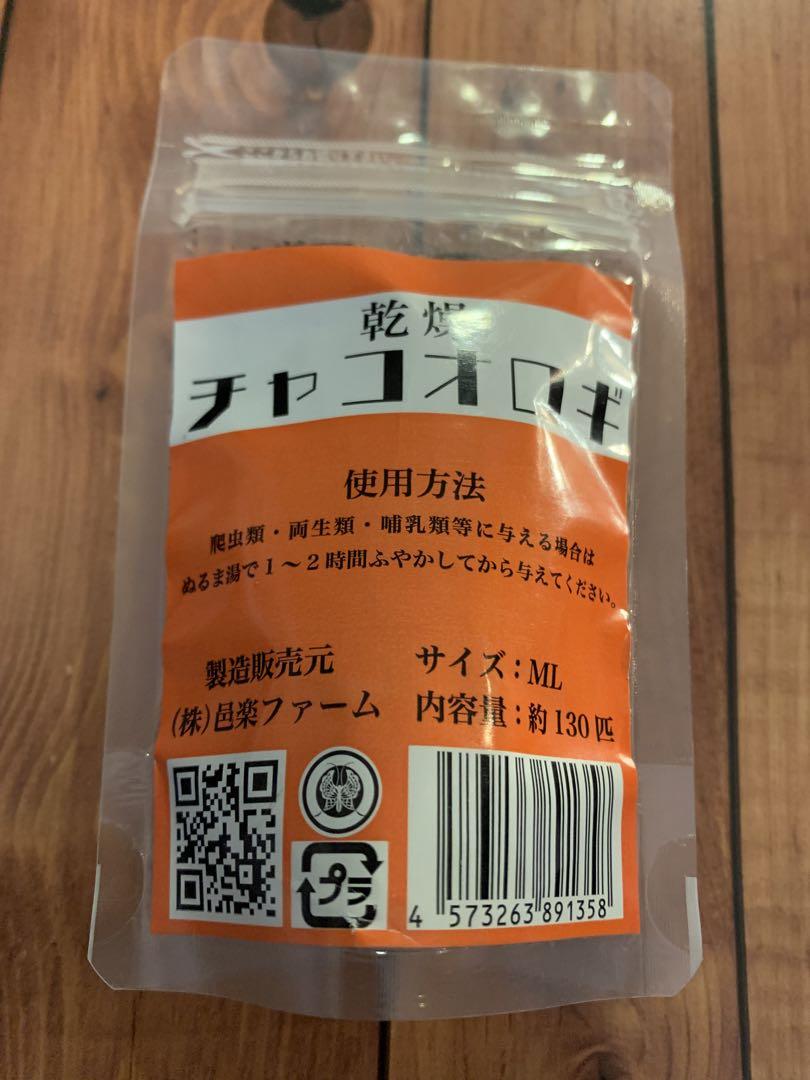 乾燥
チャコオロギ
使用方法
爬虫類・両生類・哺乳類等に与える場合は
ぬるま湯で1～2時間ふやかしてから与えてください。
製造販売元
(株)邑楽ファーム
サイズ:ML
内容量:約130匹
プラ
4 573263 891358